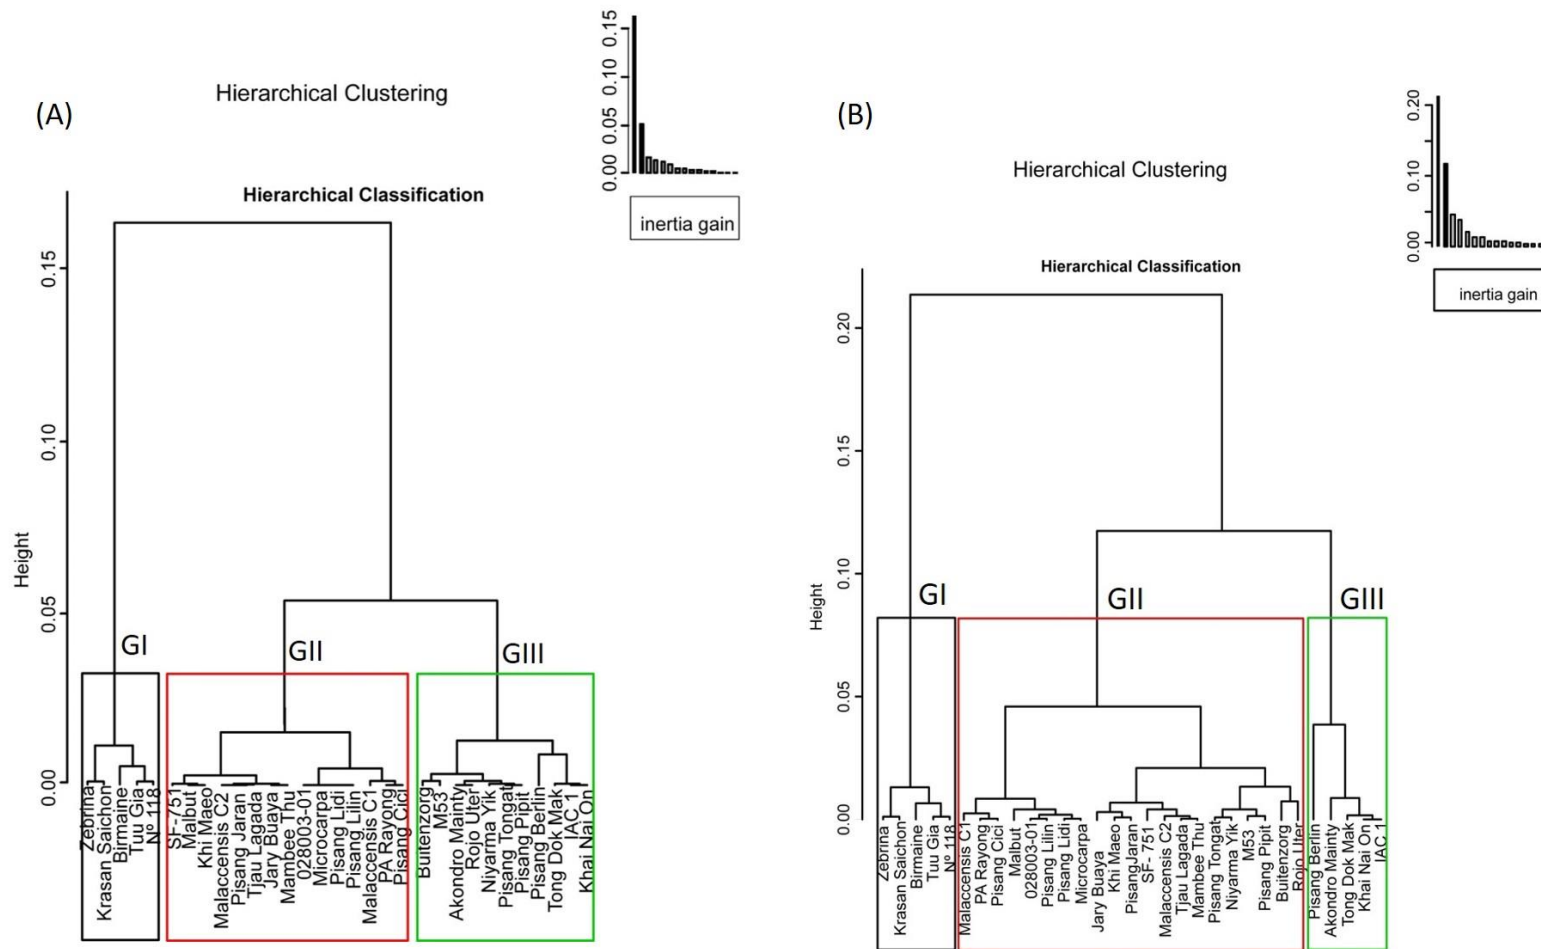 (A)
Hierarchical Clustering
0.15
0.10
0.05
0.00
inertia gain
Hierarchical Classification
Height
0.15
0.10
0.05
0.00
GI
GII
GIII
Zebrina
Krasan Saichon
Birmaine
Tuu Gia
Nº 118
SF-751
Malbut
Khi Maeo
Malaccensis C2
Pisang Jaran
Tjau Lagada
Jary Buaya
Mambee Thu
028003-01
Microcarpa
Pisang Lidi
Pisang Lilin
Malaccensis C1
PA Rayong
Pisang Cici
Buitenzorg
M53
Akondro Mainty
Rojo Uter
Niyarma Yik
Pisang Tongat
Pisang Pipit
Pisang Berlin
Tong Dok Mak
IAC 1
Khai Nai On
(B)
Hierarchical Clustering
0.20
0.10
0.00
inertia gain
Hierarchical Classification
Height
0.20
0.15
0.10
0.05
0.00
GI
GII
GIII
Zebrina
Krasan Saichon
Birmaine
Tuu Gia
Nº 118
Malaccensis C1
PA Rayong
Pisang Cici
Malbut
028003-01
Pisang Lilin
Pisang Lidi
Microcarpa
Jary Buaya
Khi Maeo
PisangJaran
SF- 751
Malaccensis C2
Tjau Lagada
Mambee Thu
Pisang Tongat
Niyarma Yik
M53
Pisang Pipit
Buitenzorg
Rojo Uter
Pisang Berlin
Akondro Mainty
Tong Dok Mak
Khai Nai On
IAC 1